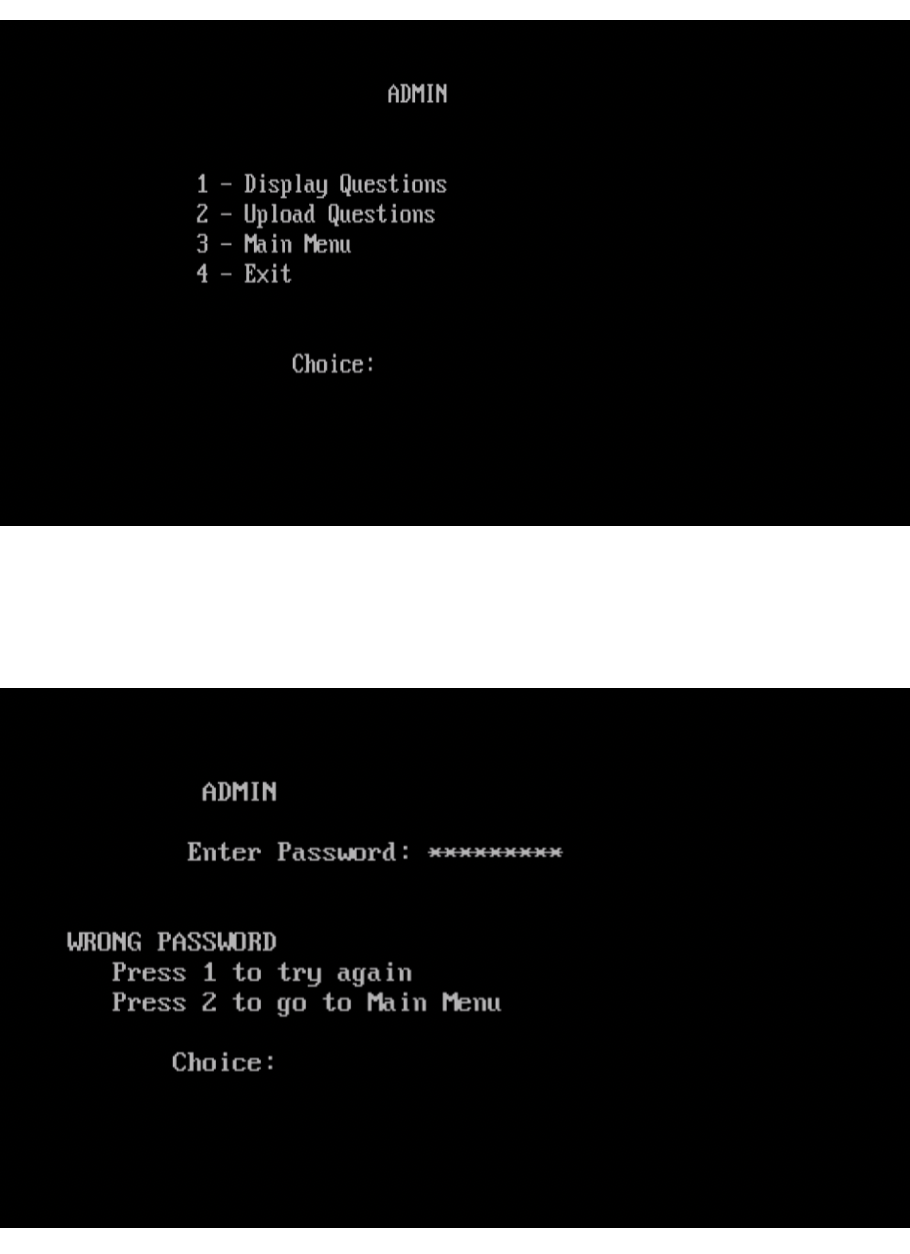 ADMIN
1 - Display Questions
2 - Upload Questions
3 - Main Menu
4 - Exit
Choice:
ADMIN
Enter Password: *********
WRONG PASSWORD
Press 1 to try again
Press 2 to go to Main Menu
Choice: